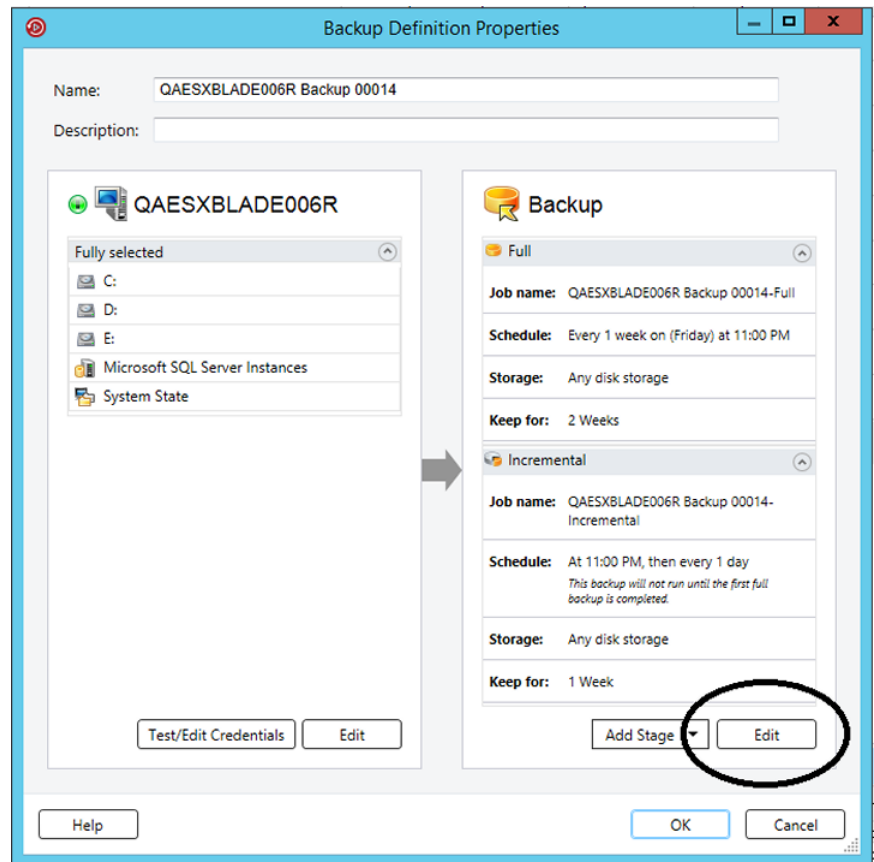 Backup Definition Properties
Name: QAESXBLADE006R Backup 00014
Description:
QAESXBLADE006R
Fully selected
C:
D:
E:
Microsoft SQL Server Instances
System State
Test/Edit Credentials
Edit
Backup
Full
Job name: QAESXBLADE006R Backup 00014-Full
Schedule: Every 1 week on (Friday) at 11:00 PM
Storage: Any disk storage
Keep for: 2 Weeks
Incremental
Job name: QAESXBLADE006R Backup 00014-
Incremental
Schedule: At 11:00 PM, then every 1 day
This backup will not run until the first full
backup is completed.
Storage: Any disk storage
Keep for: 1 Week
Add Stage
Edit
Help
OK
Cancel